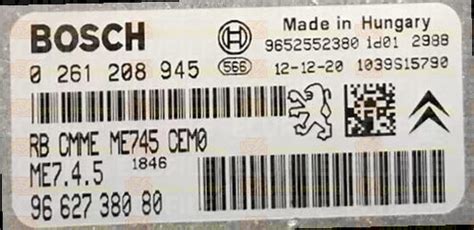 BOSCH
Made in Hungary
9652552380 id01 2988
0 261 208 945
566
12-12-20 1039S15790
RB CMME ME745 CEM0
ME7.4.5
1846
96 627 380 80